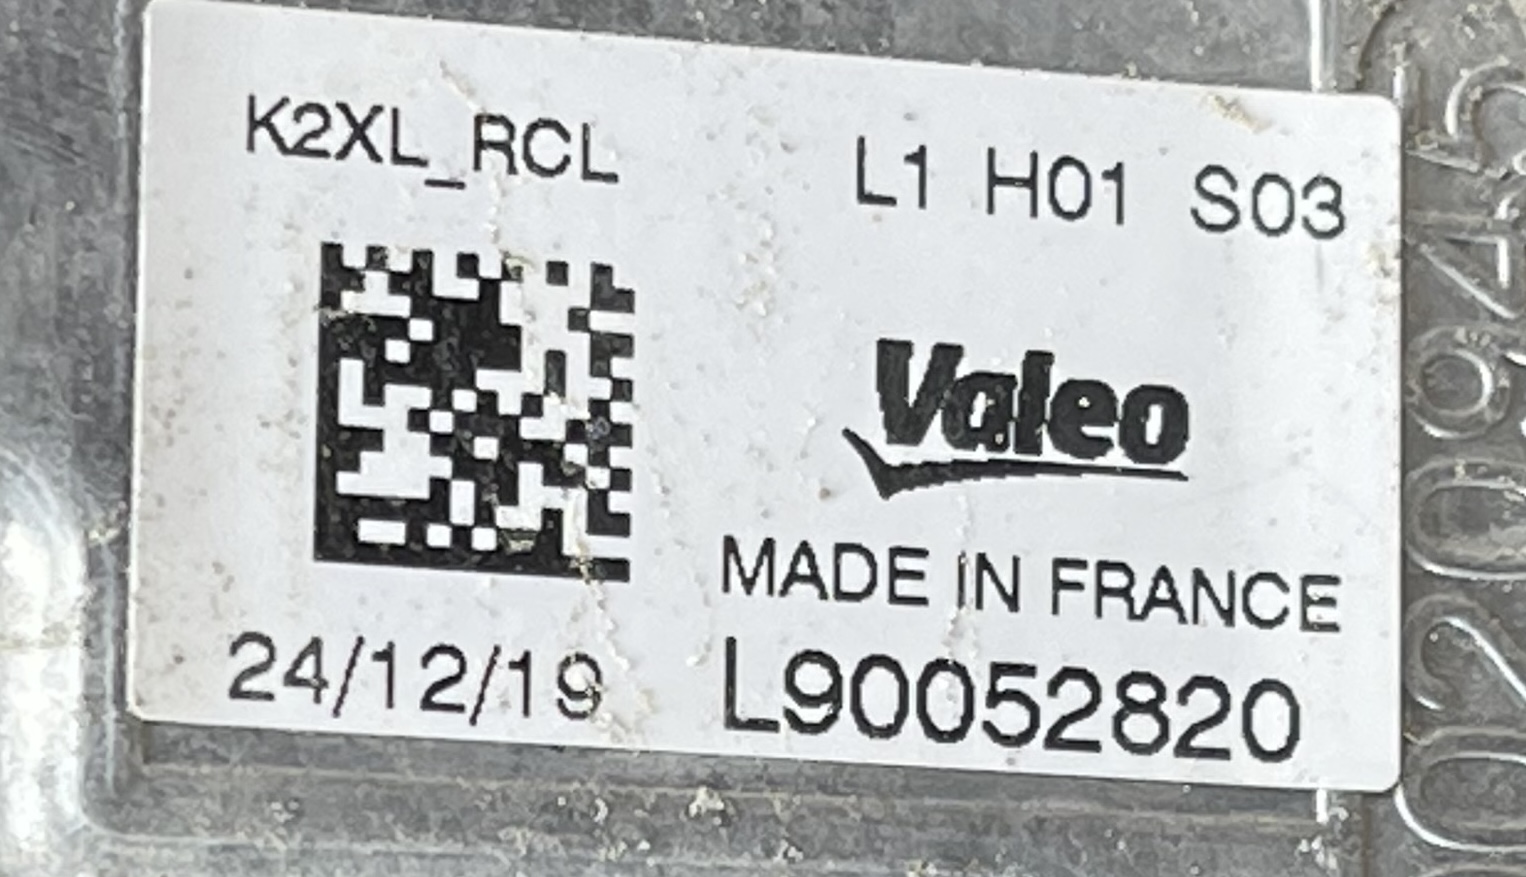 K2XL_RCL
L1 H01 S03
Valeo
MADE IN FRANCE
24/12/19
L90052820